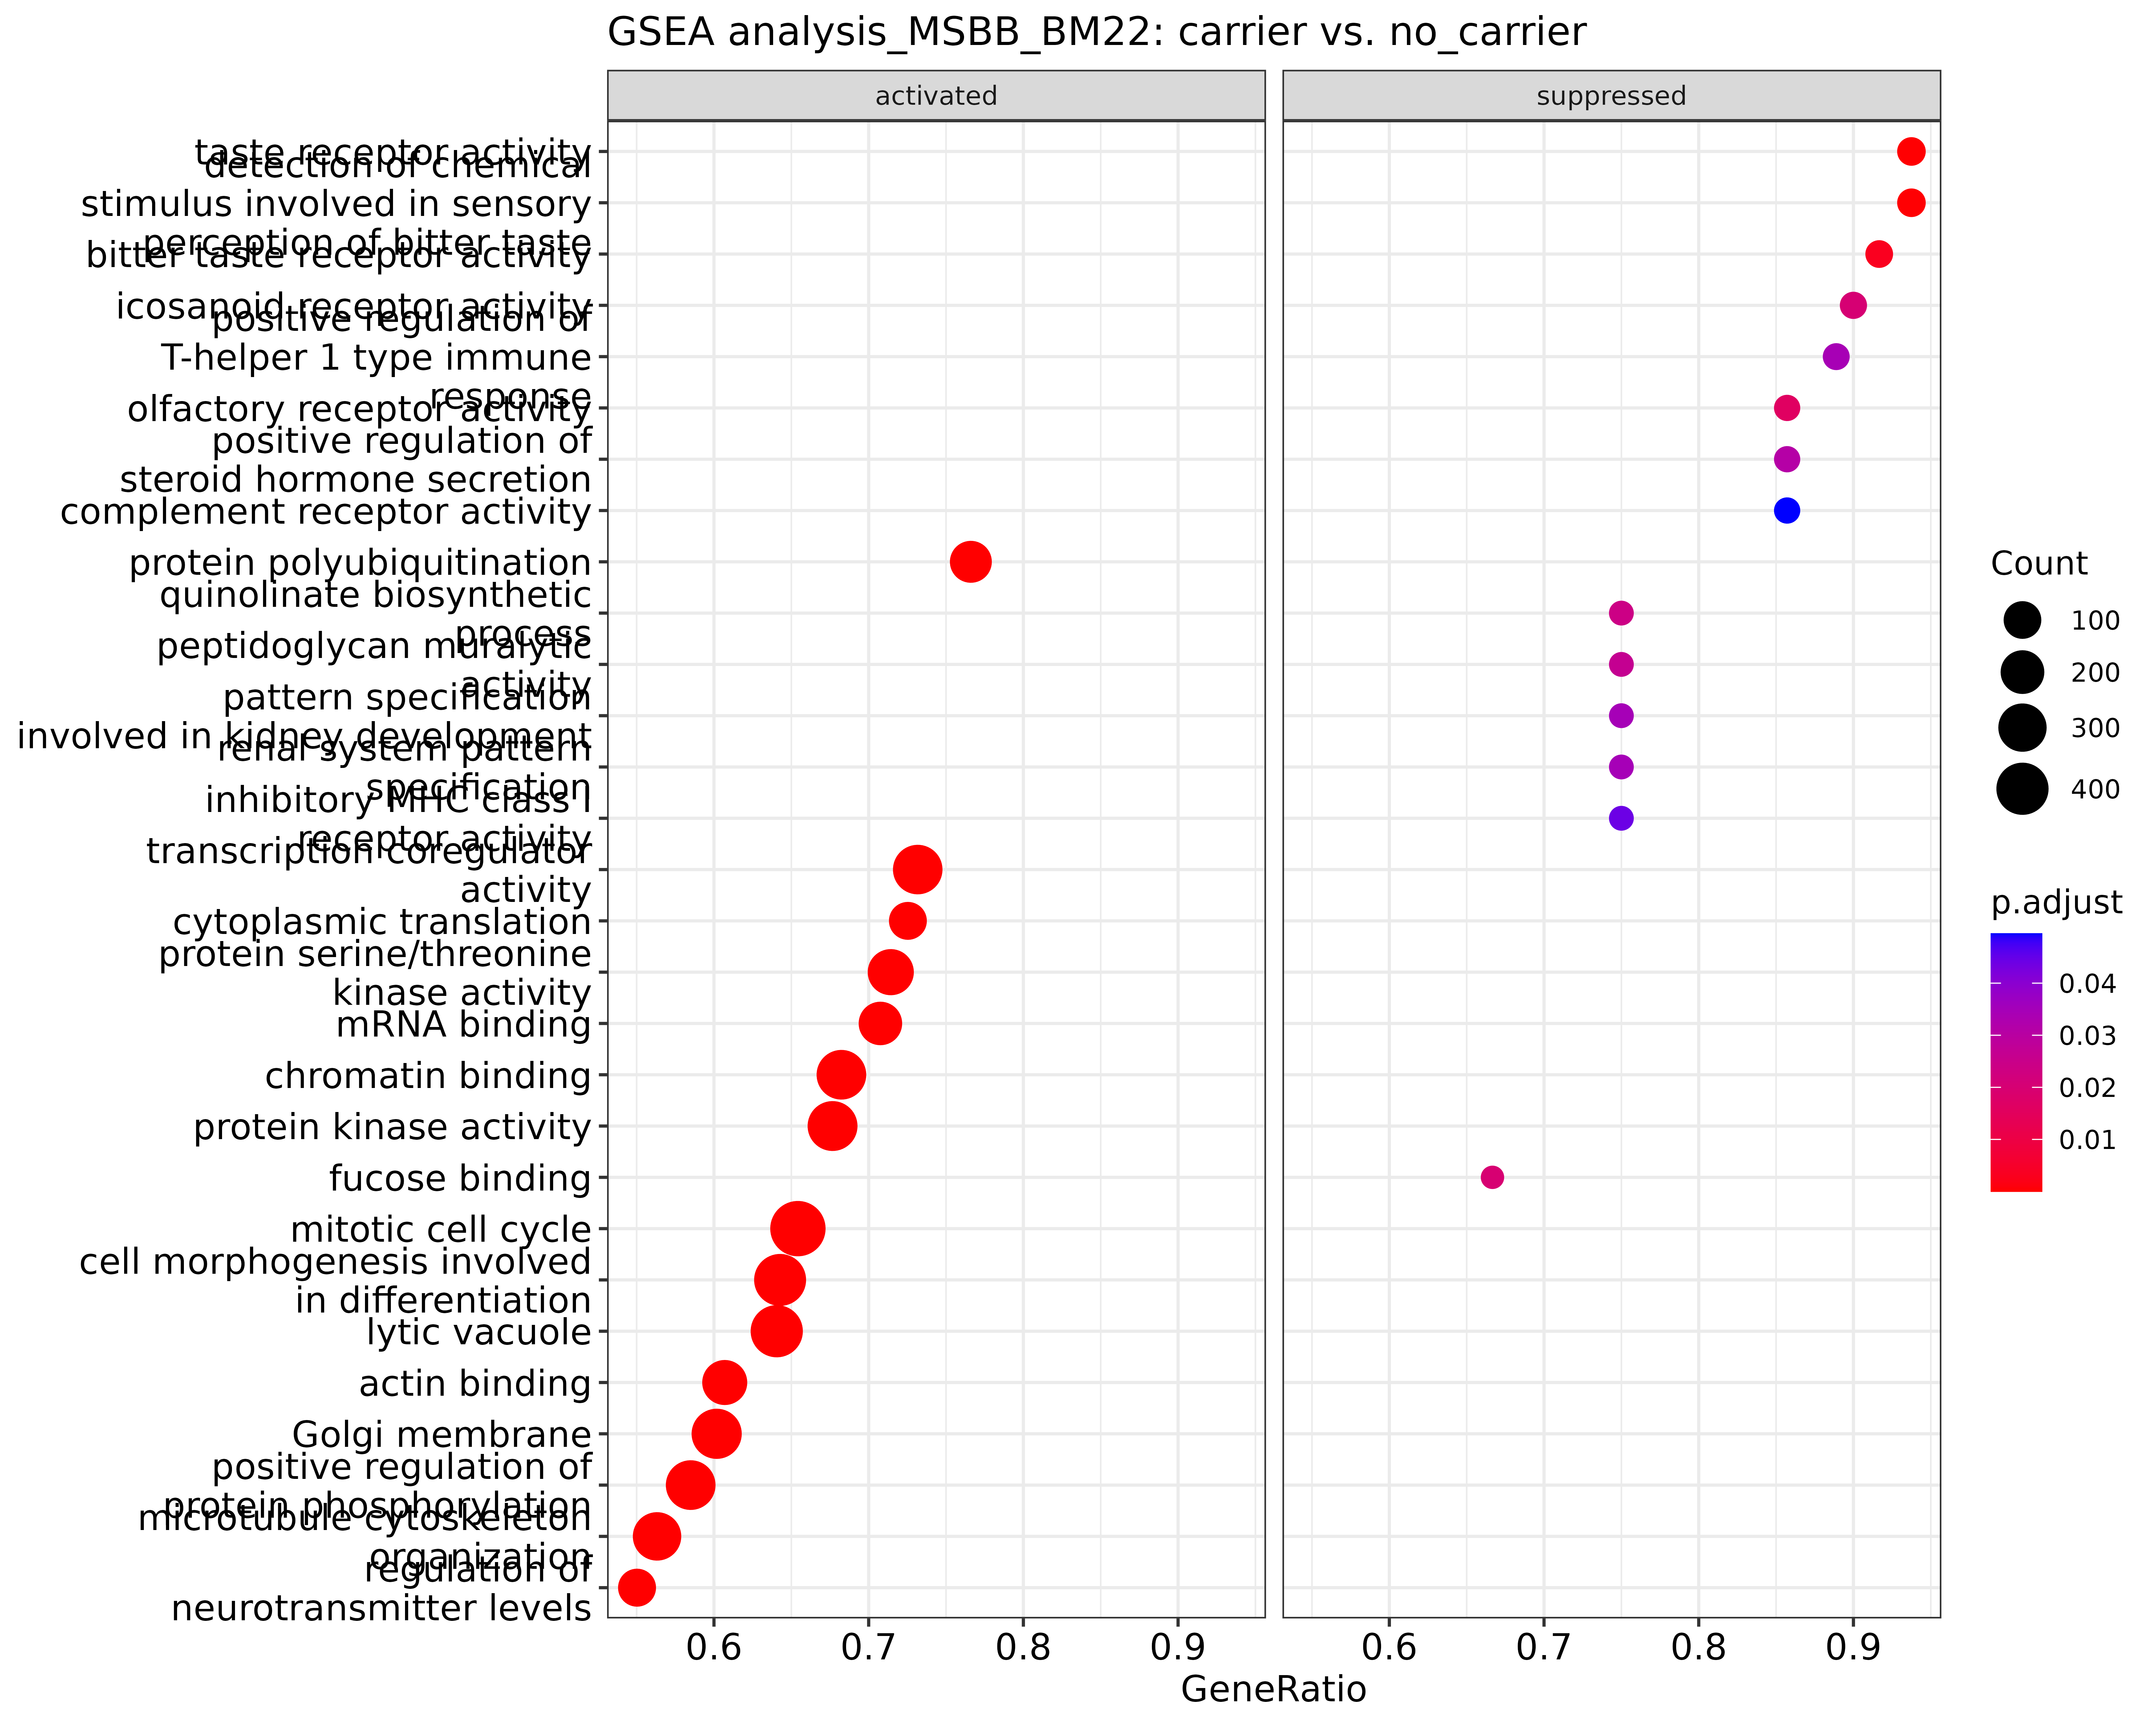 GSEA analysis_MSBB_BM22: carrier vs. no_carrier
activated
suppressed
taste receptor activity
detection of chemical
stimulus involved in sensory
perception of bitter taste
bitter taste receptor activity
icosanoid receptor activity
positive regulation of
T-helper 1 type immune
response
olfactory receptor activity
positive regulation of
steroid hormone secretion
complement receptor activity
protein polyubiquitination
quinolinate biosynthetic
process
peptidoglycan muralytic
activity
pattern specification
involved in kidney development
renal system pattern
specification
inhibitory MHC class I
receptor activity
transcription coregulator
activity
cytoplasmic translation
protein serine/threonine
kinase activity
mRNA binding
chromatin binding
protein kinase activity
fucose binding
mitotic cell cycle
cell morphogenesis involved
in differentiation
lytic vacuole
actin binding
Golgi membrane
positive regulation of
protein phosphorylation
microtubule cytoskeleton
organization
regulation of
neurotransmitter levels
0.6 0.7 0.8 0.9
0.6 0.7 0.8 0.9
GeneRatio
Count
100
200
300
400
p.adjust
0.04
0.03
0.02
0.01